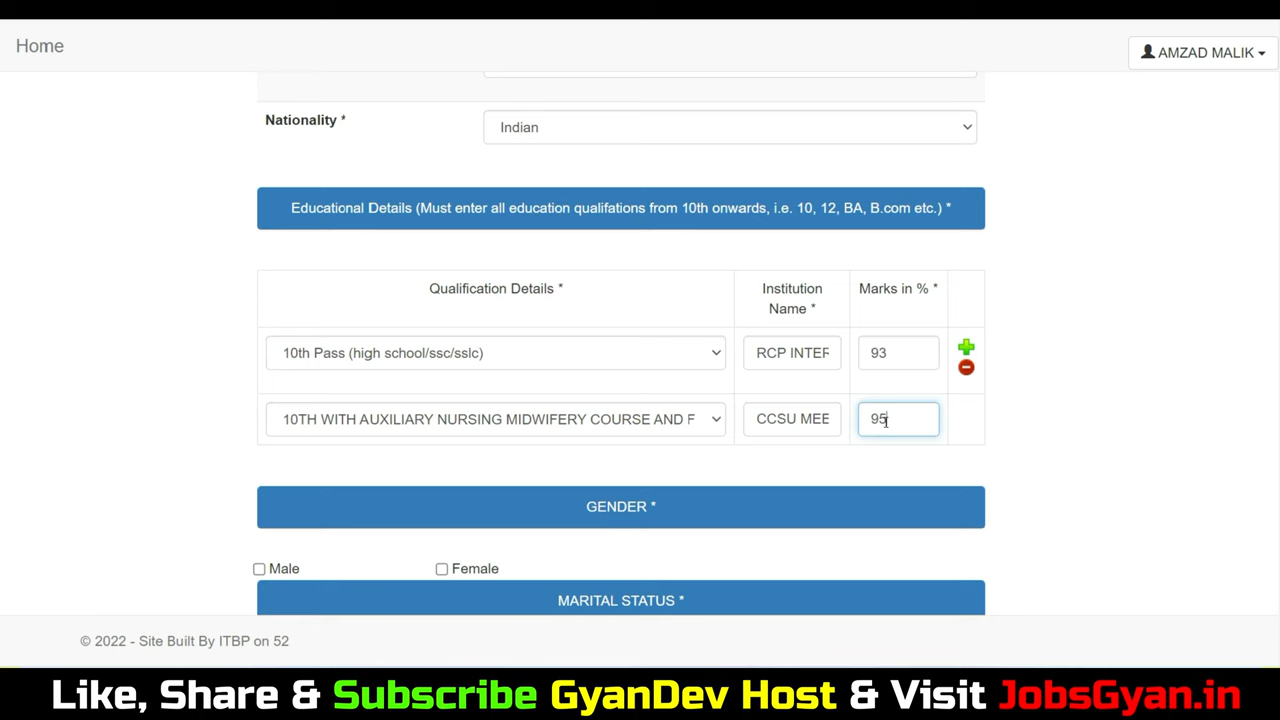 Home
AMZAD MALIK
Nationality *
Indian
Educational Details (Must enter all education qualifations from 10th onwards, i.e. 10, 12, BA, B.com etc.) *
Qualification Details *
Institution Name *
Marks in % *
10th Pass (high school/ssc/sslc)
RCP INTER
93
10TH WITH AUXILIARY NURSING MIDWIFERY COURSE AND F
CCSU MEE
95
GENDER *
Male
Female
MARITAL STATUS *
© 2022 - Site Built By ITBP on 52
Like, Share & Subscribe GyanDev Host & Visit JobsGyan.in